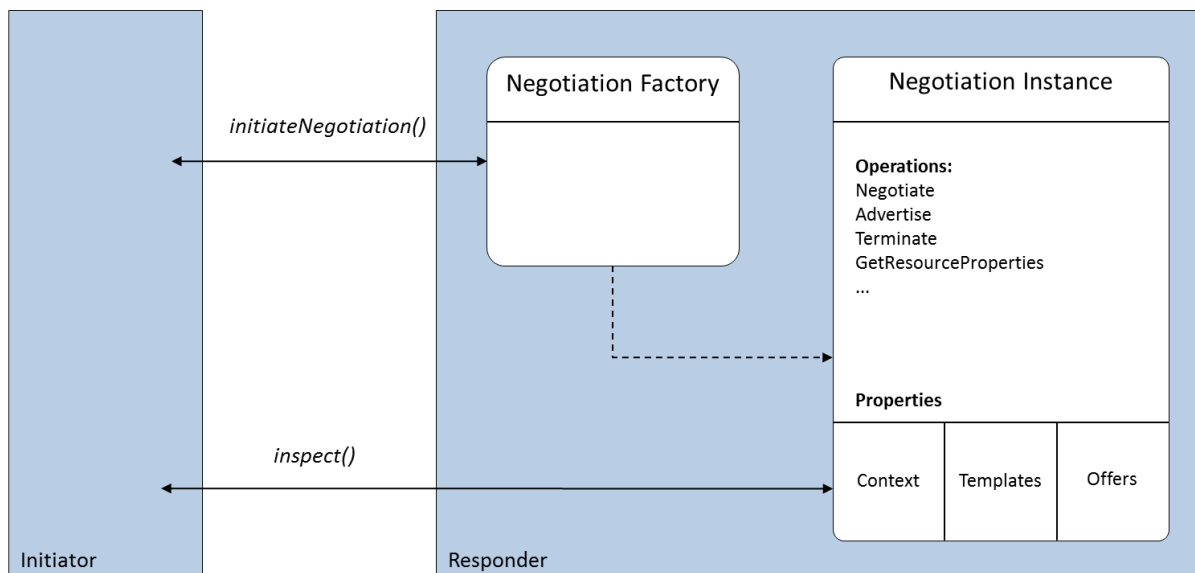 Negotiation Factory
Negotiation Instance
initiateNegotiation()
Operations:
Negotiate
Advertise
Terminate
GetResourceProperties
...
Properties
inspect()
Context
Templates
Offers
Initiator
Responder